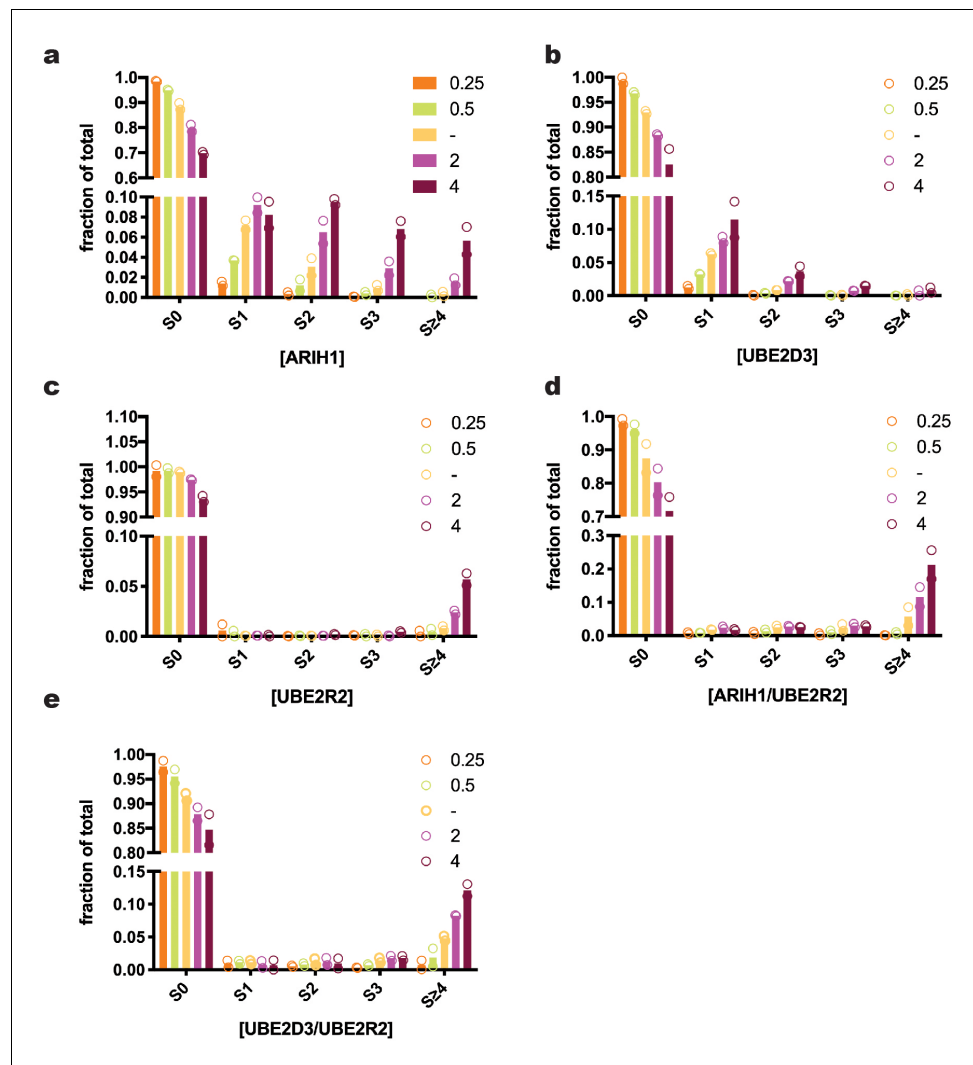 a
fraction of total
1.0
0.9
0.8
0.7
0.6
0.10
0.08
0.06
0.04
0.02
0.00
S0
S1
S2
S3
S≥4
[ARIH1]
0.25
0.5
-
2
4
b
fraction of total
1.00
0.95
0.90
0.85
0.80
0.15
0.10
0.05
0.00
S0
S1
S2
S3
S≥4
[UBE2D3]
0.25
0.5
-
2
4
c
fraction of total
1.10
1.05
1.00
0.95
0.90
0.10
0.05
0.00
S0
S1
S2
S3
S≥4
[UBE2R2]
0.25
0.5
-
2
4
d
fraction of total
1.0
0.9
0.8
0.7
0.3
0.2
0.1
0.0
S0
S1
S2
S3
S≥4
[ARIH1/UBE2R2]
0.25
0.5
-
2
4
e
fraction of total
1.00
0.95
0.90
0.85
0.80
0.15
0.10
0.05
0.00
S0
S1
S2
S3
S≥4
[UBE2D3/UBE2R2]
0.25
0.5
-
2
4